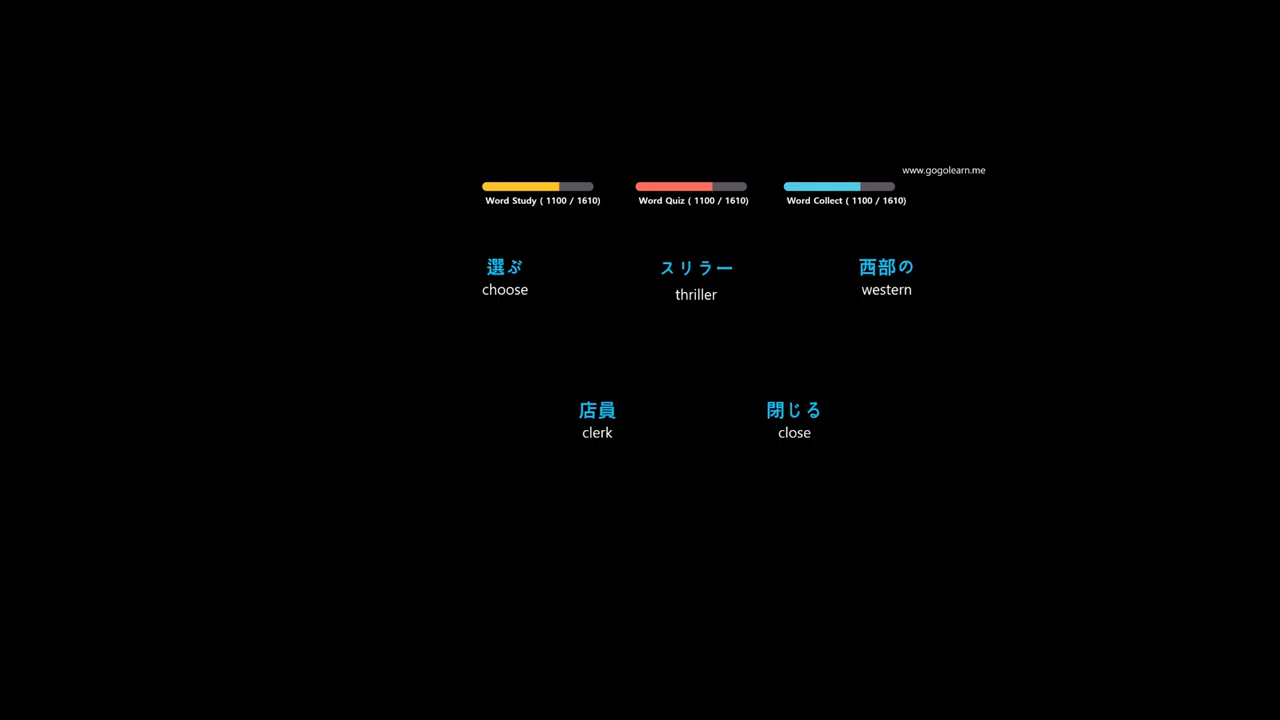 www.gogolearn.me
Word Study ( 1100 / 1610)
Word Quiz ( 1100 / 1610)
Word Collect ( 1100 / 1610)
選ぶ
choose
スリラー
thriller
西部の
western
店員
clerk
閉じる
close